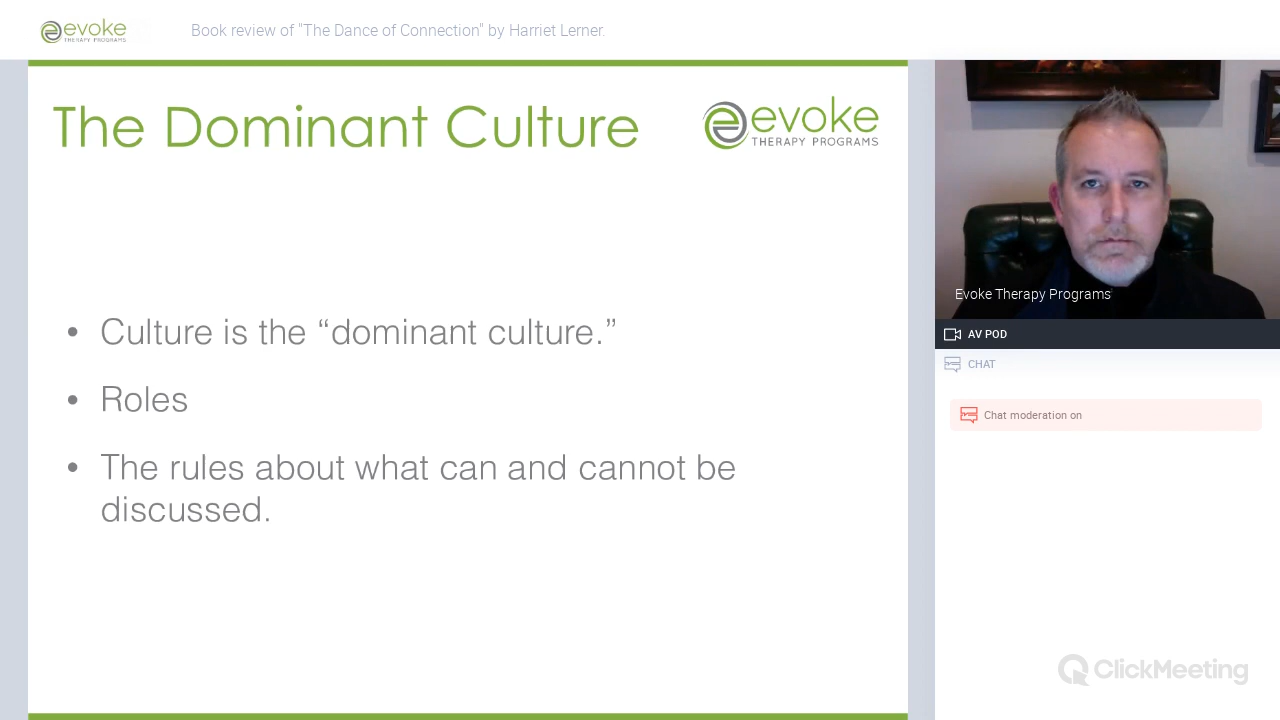 evoke
THERAPY PROGRAMS
Book review of "The Dance of Connection" by Harriet Lerner.
The Dominant Culture
evoke
THERAPY PROGRAMS
• Culture is the “dominant culture.”
• Roles
• The rules about what can and cannot be
discussed.
Evoke Therapy Programs
AV POD
CHAT
Chat moderation on
ClickMeeting